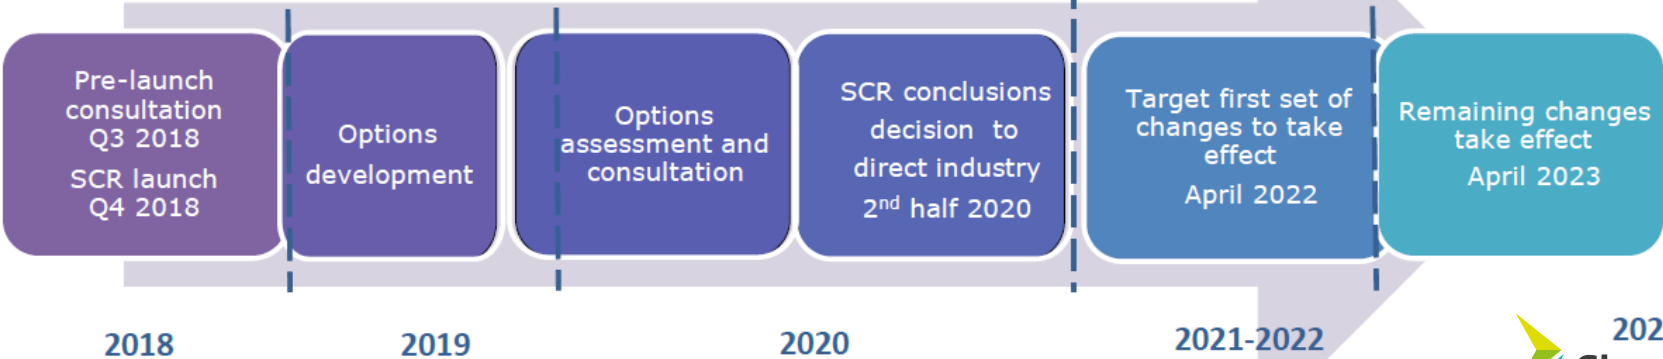 Pre-launch
consultation
Q3 2018
SCR launch
Q4 2018
Options
development
Options
assessment and
consultation
SCR conclusions
decision to
direct industry
2nd half 2020
Target first set of
changes to take
effect
April 2022
Remaining changes
take effect
April 2023
2018
2019
2020
2021-2022
202